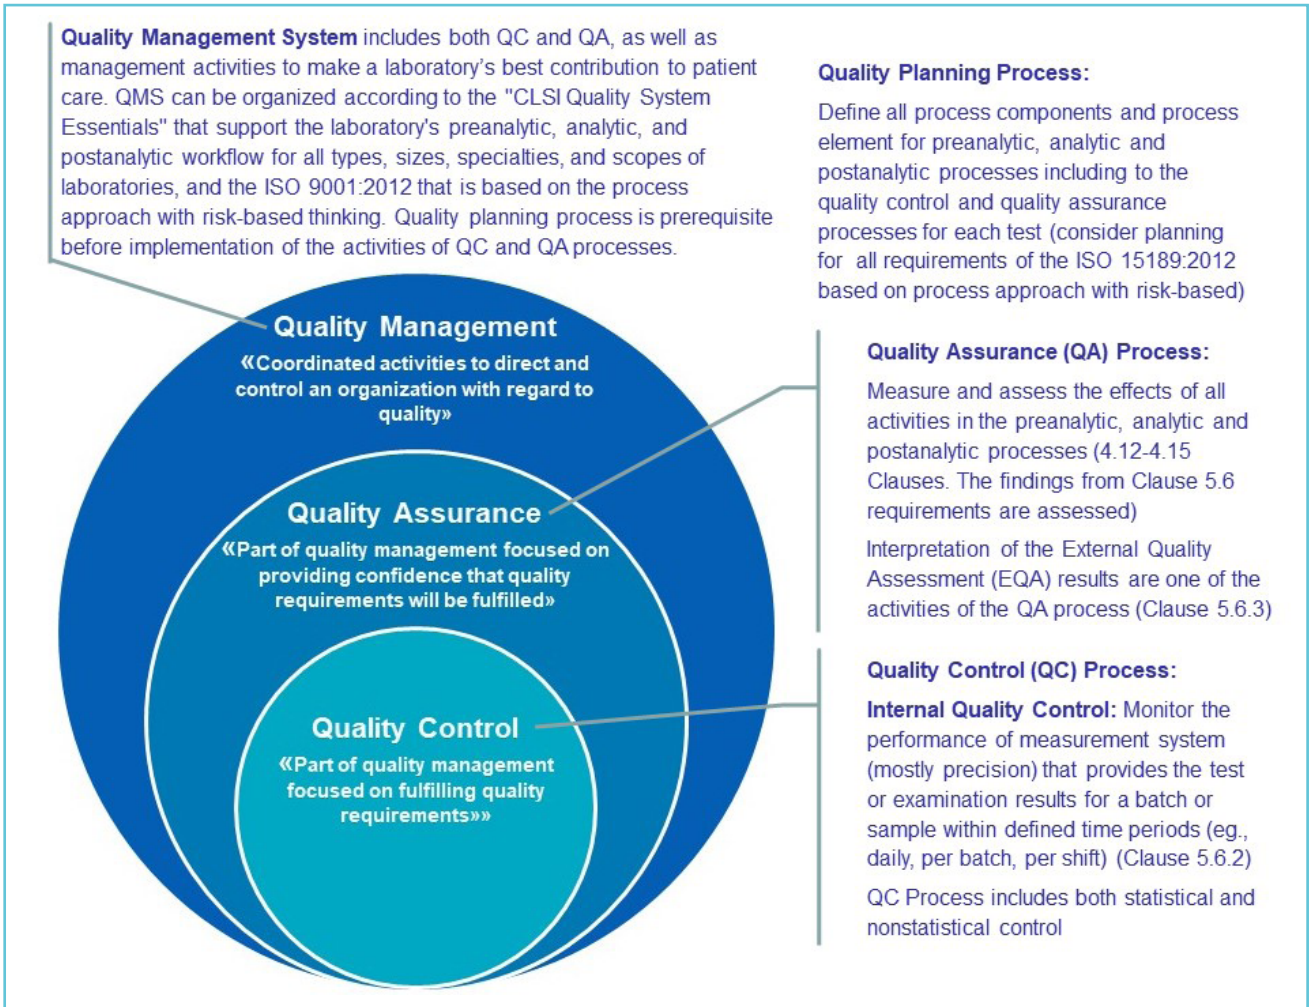 Quality Management System includes both QC and QA, as well as
management activities to make a laboratory's best contribution to patient
care. QMS can be organized according to the "CLSI Quality System
Essentials" that support the laboratory's preanalytic, analytic, and
postanalytic workflow for all types, sizes, specialties, and scopes of
laboratories, and the ISO 9001:2012 that is based on the process
approach with risk-based thinking. Quality planning process is prerequisite
before implementation of the activities of QC and QA processes.
Quality Planning Process:
Define all process components and process
element for preanalytic, analytic and
postanalytic processes including to the
quality control and quality assurance
processes for each test (consider planning
for all requirements of the ISO 15189:2012
based on process approach with risk-based)
Quality Management
«Coordinated activities to direct and
control an organization with regard to
quality»
Quality Assurance (QA) Process:
Measure and assess the effects of all
activities in the preanalytic, analytic and
postanalytic processes (4.12-4.15
Clauses. The findings from Clause 5.6
requirements are assessed)
Interpretation of the External Quality
Assessment (EQA) results are one of the
activities of the QA process (Clause 5.6.3)
Quality Assurance
«Part of quality management focused on
providing confidence that quality
requirements will be fulfilled»
Quality Control (QC) Process:
Internal Quality Control: Monitor the
performance of measurement system
(mostly precision) that provides the test
or examination results for a batch or
sample within defined time periods (eg.,
daily, per batch, per shift) (Clause 5.6.2)
QC Process includes both statistical and
nonstatistical control
Quality Control
«Part of quality management
focused on fulfilling quality
requirements»»